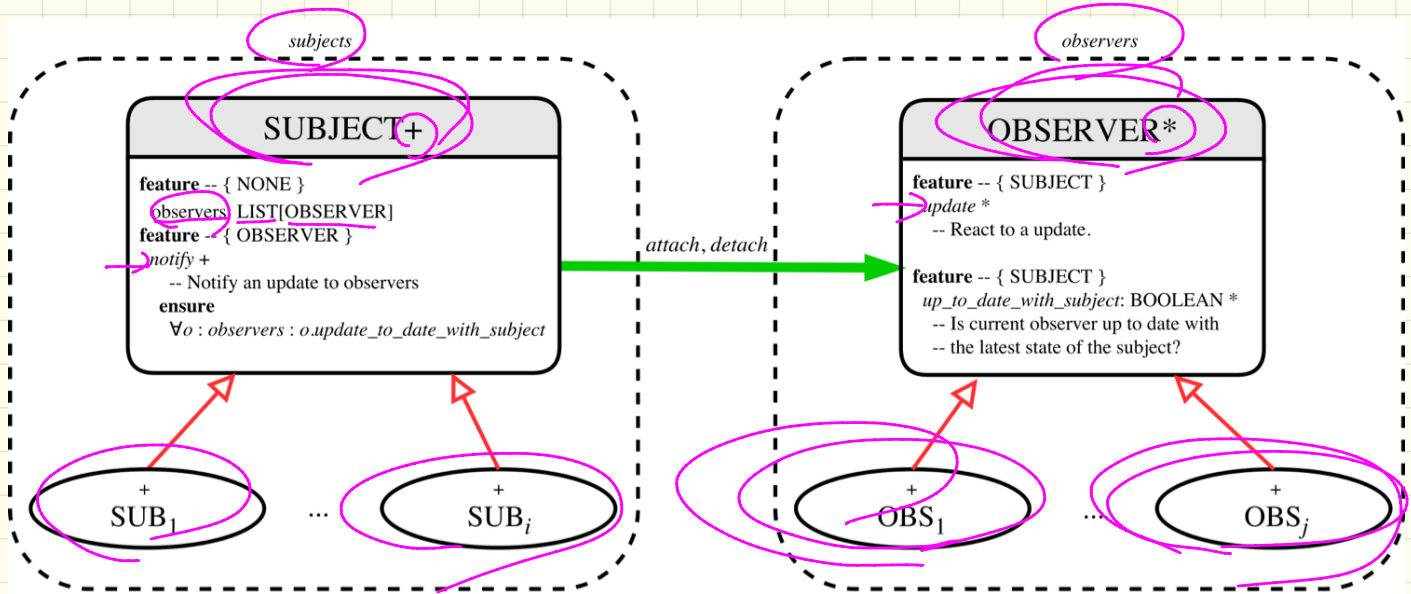 subjects
SUBJECT+
feature -- { NONE }
observers: LIST[OBSERVER]
feature -- { OBSERVER }
notify +
-- Notify an update to observers
ensure
∀o : observers : o.update_to_date_with_subject
attach, detach
observers
OBSERVER*
feature -- { SUBJECT }
update *
-- React to a update.
feature -- { SUBJECT }
up_to_date_with_subject: BOOLEAN *
-- Is current observer up to date with
-- the latest state of the subject?
+
SUB1
...
+
SUBi
+
OBS1
...
+
OBSj